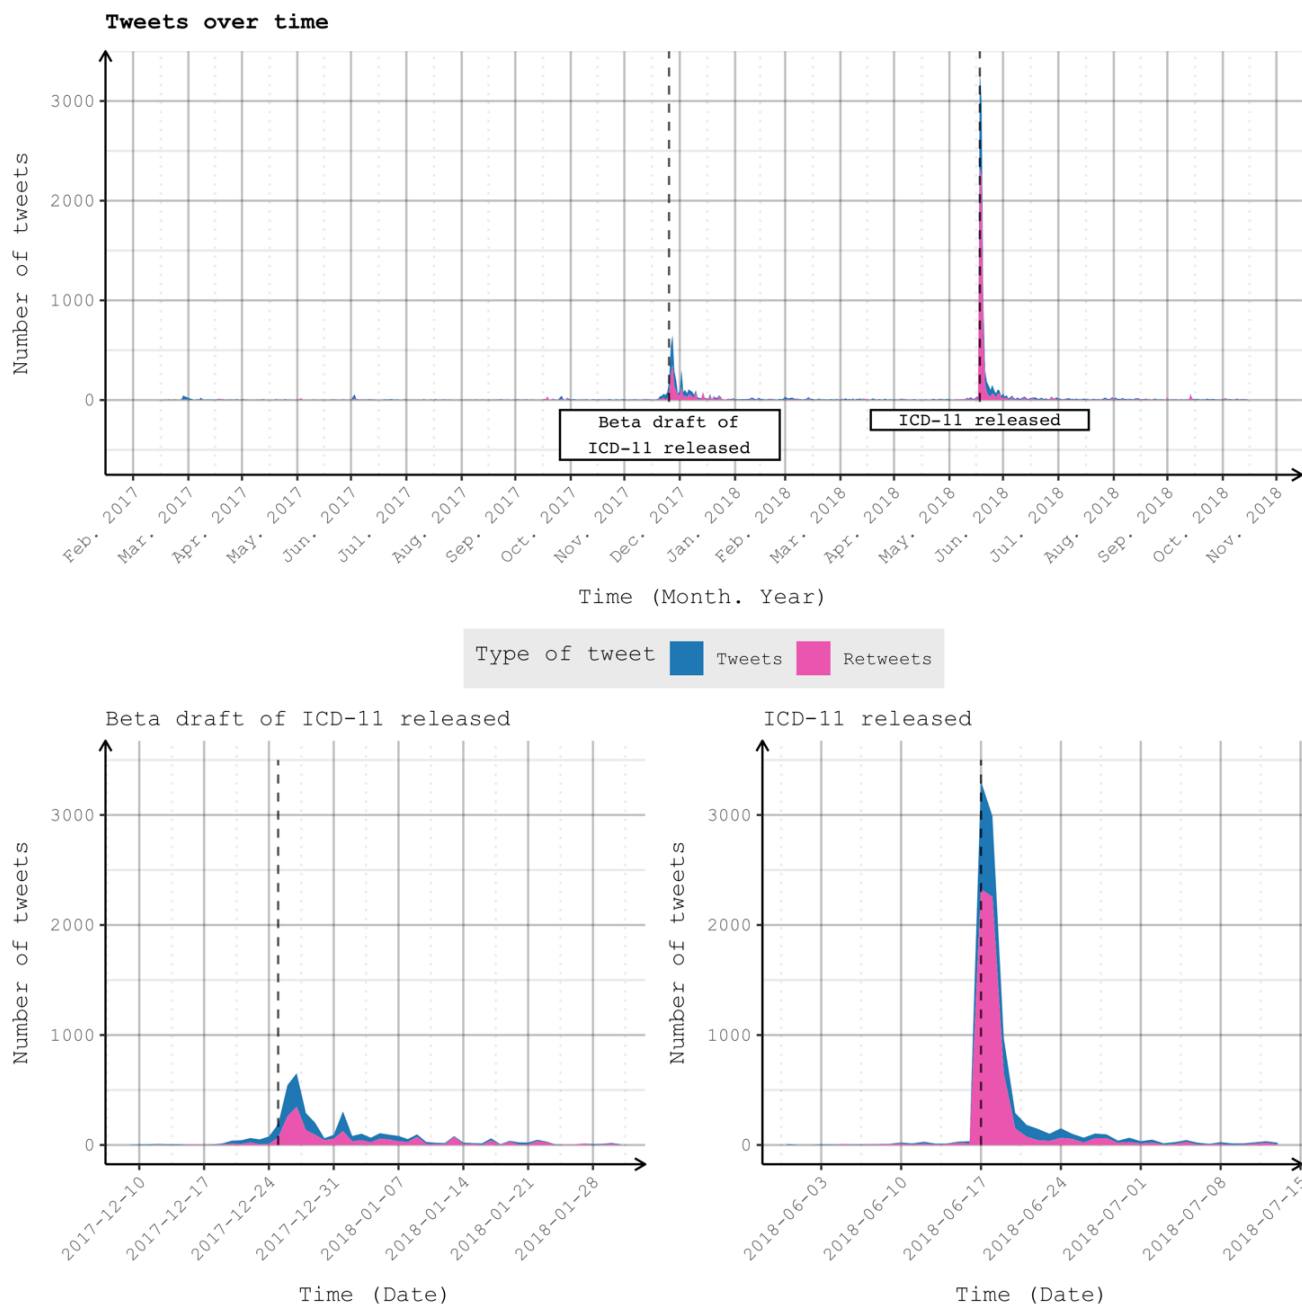 Tweets over time
Number of tweets
3000
2000
1000
0
Beta draft of
ICD-11 released
ICD-11 released
Feb. 2017
Mar. 2017
Apr. 2017
May. 2017
Jun. 2017
Jul. 2017
Aug. 2017
Sep. 2017
Oct. 2017
Nov. 2017
Dec. 2017
Jan. 2018
Feb. 2018
Mar. 2018
Apr. 2018
May. 2018
Jun. 2018
Jul. 2018
Aug. 2018
Sep. 2018
Oct. 2018
Nov. 2018
Time (Month. Year)
Type of tweet Tweets Retweets
Beta draft of ICD-11 released
Number of tweets
3000
2000
1000
0
2017-12-10
2017-12-17
2017-12-24
2017-12-31
2018-01-07
2018-01-14
2018-01-21
2018-01-28
Time (Date)
ICD-11 released
Number of tweets
3000
2000
1000
0
2018-06-03
2018-06-10
2018-06-17
2018-06-24
2018-07-01
2018-07-08
2018-07-15
Time (Date)